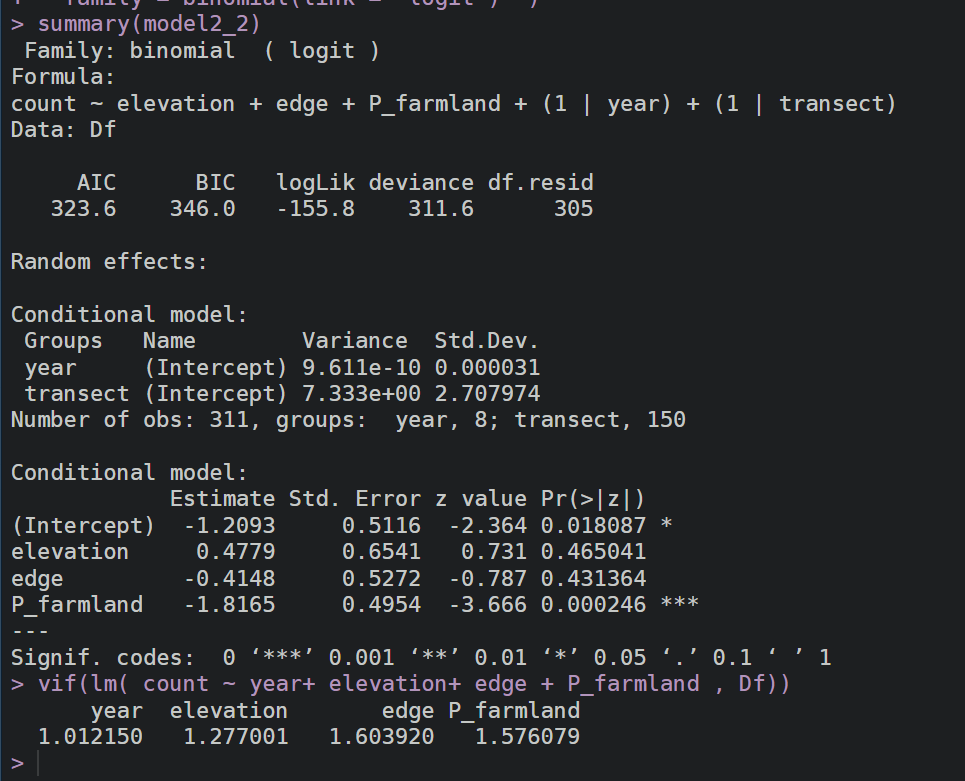 > summary(model2_2)
 Family: binomial  ( logit )
Formula:
count ~ elevation + edge + P_farmland + (1 | year) + (1 | transect)
Data: Df

     AIC      BIC   logLik deviance df.resid
   323.6    346.0   -155.8    311.6      305

Random effects:

Conditional model:
 Groups   Name        Variance  Std.Dev.
 year     (Intercept) 9.611e-10 0.000031
 transect (Intercept) 7.333e+00 2.707974
Number of obs: 311, groups:  year, 8; transect, 150

Conditional model:
            Estimate Std. Error z value Pr(>|z|)
(Intercept)  -1.2093     0.5116  -2.364 0.018087 *
elevation     0.4779     0.6541   0.731 0.465041
edge         -0.4148     0.5272  -0.787 0.431364
P_farmland   -1.8165     0.4954  -3.666 0.000246 ***
---
Signif. codes:  0 ‘***’ 0.001 ‘**’ 0.01 ‘*’ 0.05 ‘.’ 0.1 ‘ ’ 1
> vif(lm( count ~ year+ elevation+ edge + P_farmland , Df))
      year  elevation       edge P_farmland
  1.012150   1.277001   1.603920   1.576079
>